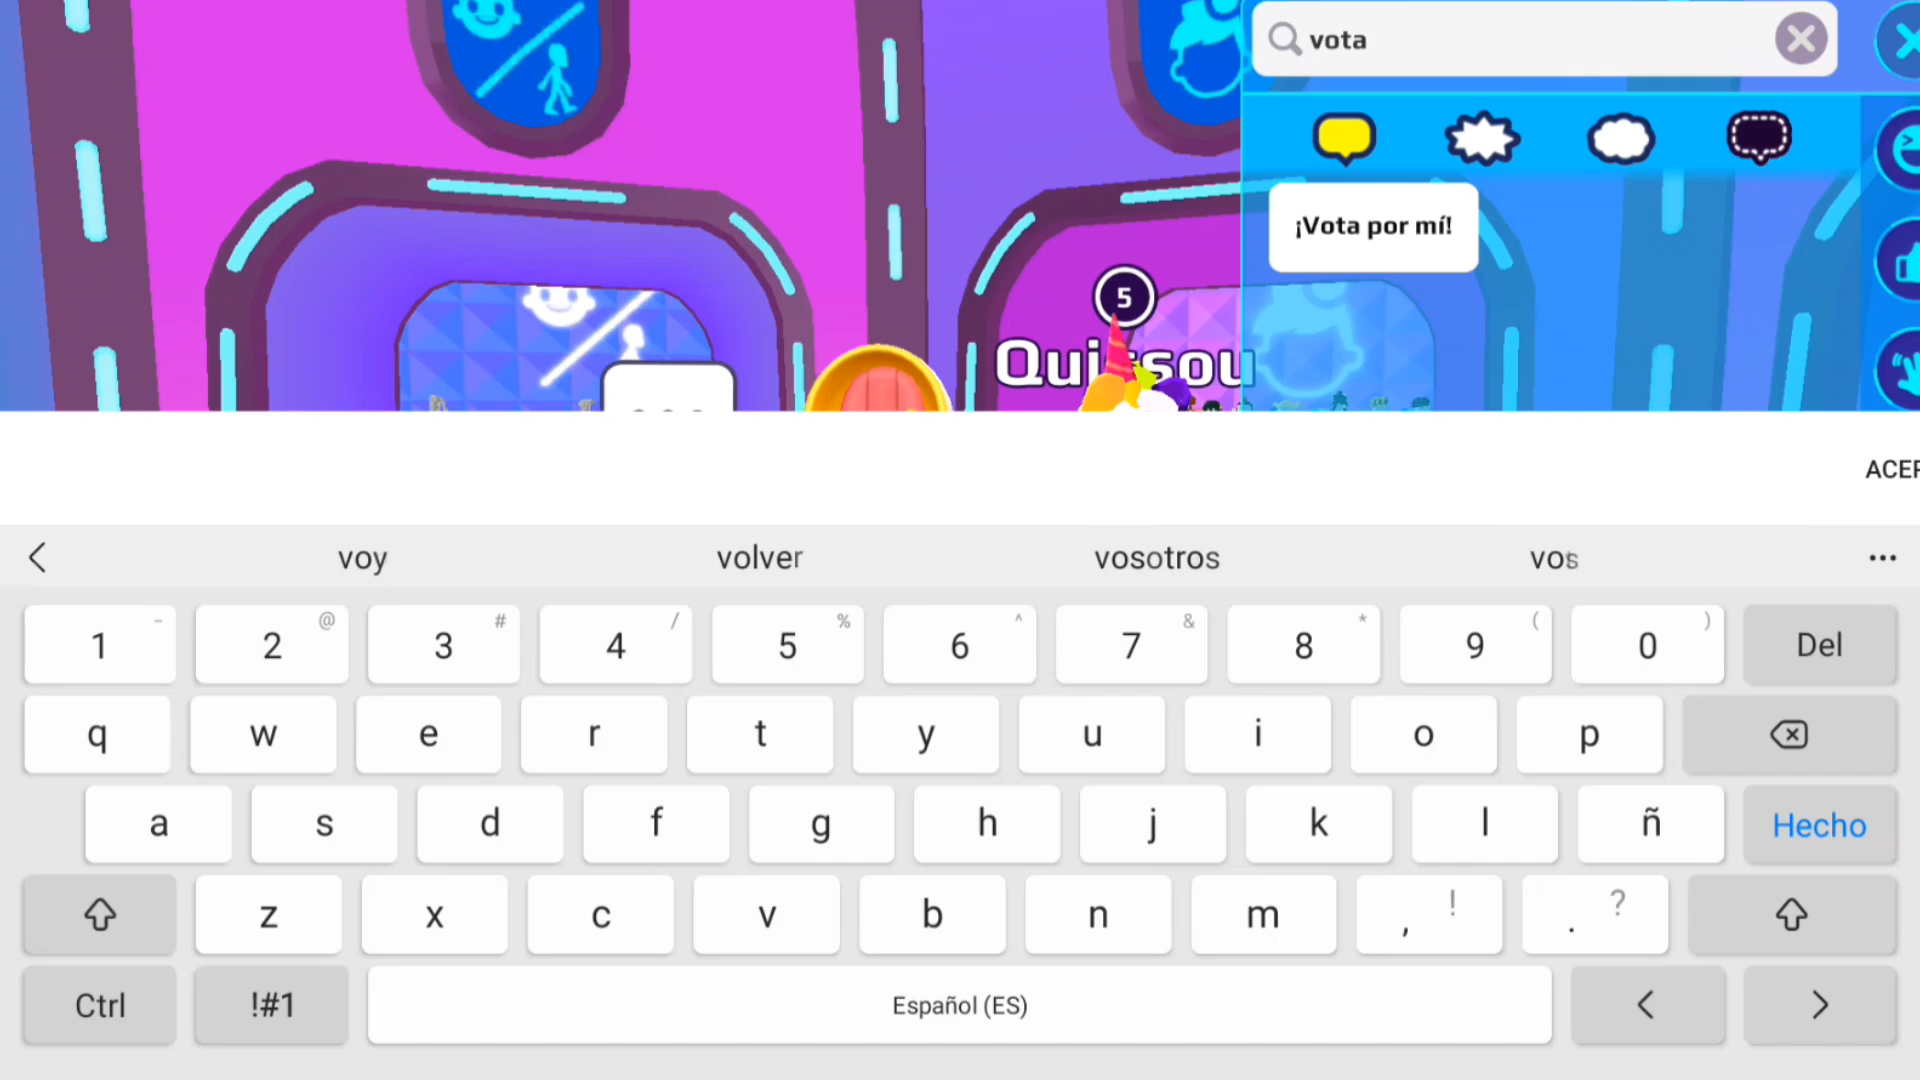 vota
¡Vota por mí!
5
ACEP
voy volver vosotros vos
1 - 2 @ 3 # 4 / 5 % 6 ^ 7 & 8 * 9 ( 0 ) Del
q w e r t y u i o p
a s d f g h j k l ñ Hecho
z x c v b n m , ! . ?
Ctrl !#1 Español (ES) < >